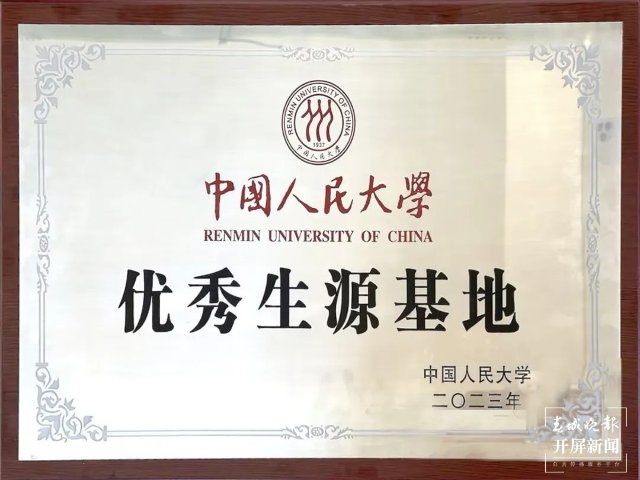 RENMIN UNIVERSITY OF CHINA
1937
中国人民大学
中國人民大學
RENMIN UNIVERSITY OF CHINA
优秀生源基地
中国人民大学
二〇二三年
春城晚报
开屏新闻